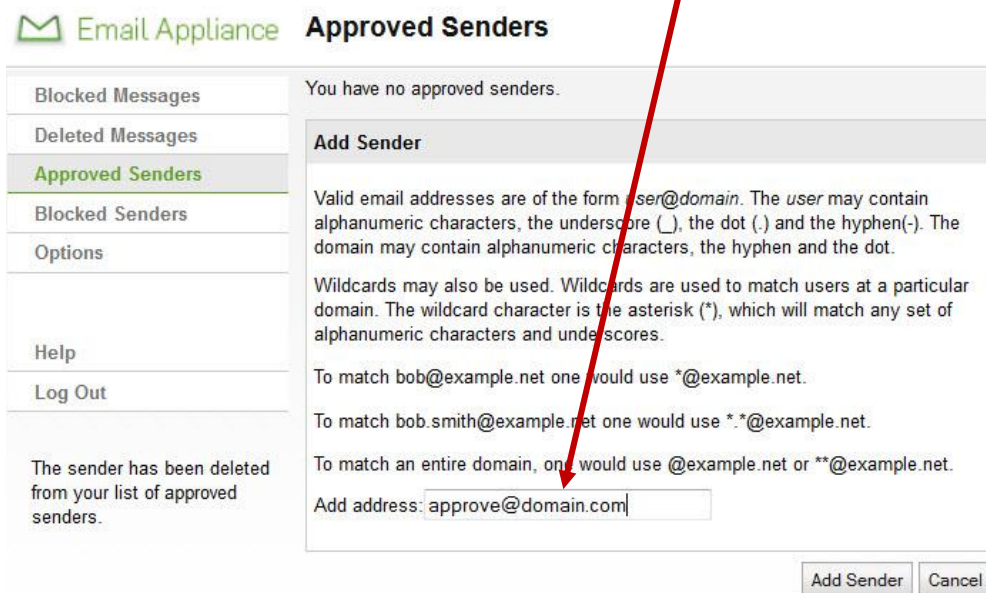 Email Appliance
Approved Senders
Blocked Messages
Deleted Messages
Approved Senders
Blocked Senders
Options
Help
Log Out
The sender has been deleted
from your list of approved
senders.
You have no approved senders.
Add Sender
Valid email addresses are of the form user@domain. The user may contain
alphanumeric characters, the underscore (_), the dot (.) and the hyphen(-). The
domain may contain alphanumeric characters, the hyphen and the dot.
Wildcards may also be used. Wildcards are used to match users at a particular
domain. The wildcard character is the asterisk (*), which will match any set of
alphanumeric characters and underscores.
To match bob@example.net one would use *@example.net.
To match bob.smith@example.net one would use *.*@example.net.
To match an entire domain, one would use @example.net or **@example.net.
Add address: approve@domain.com
Add Sender Cancel